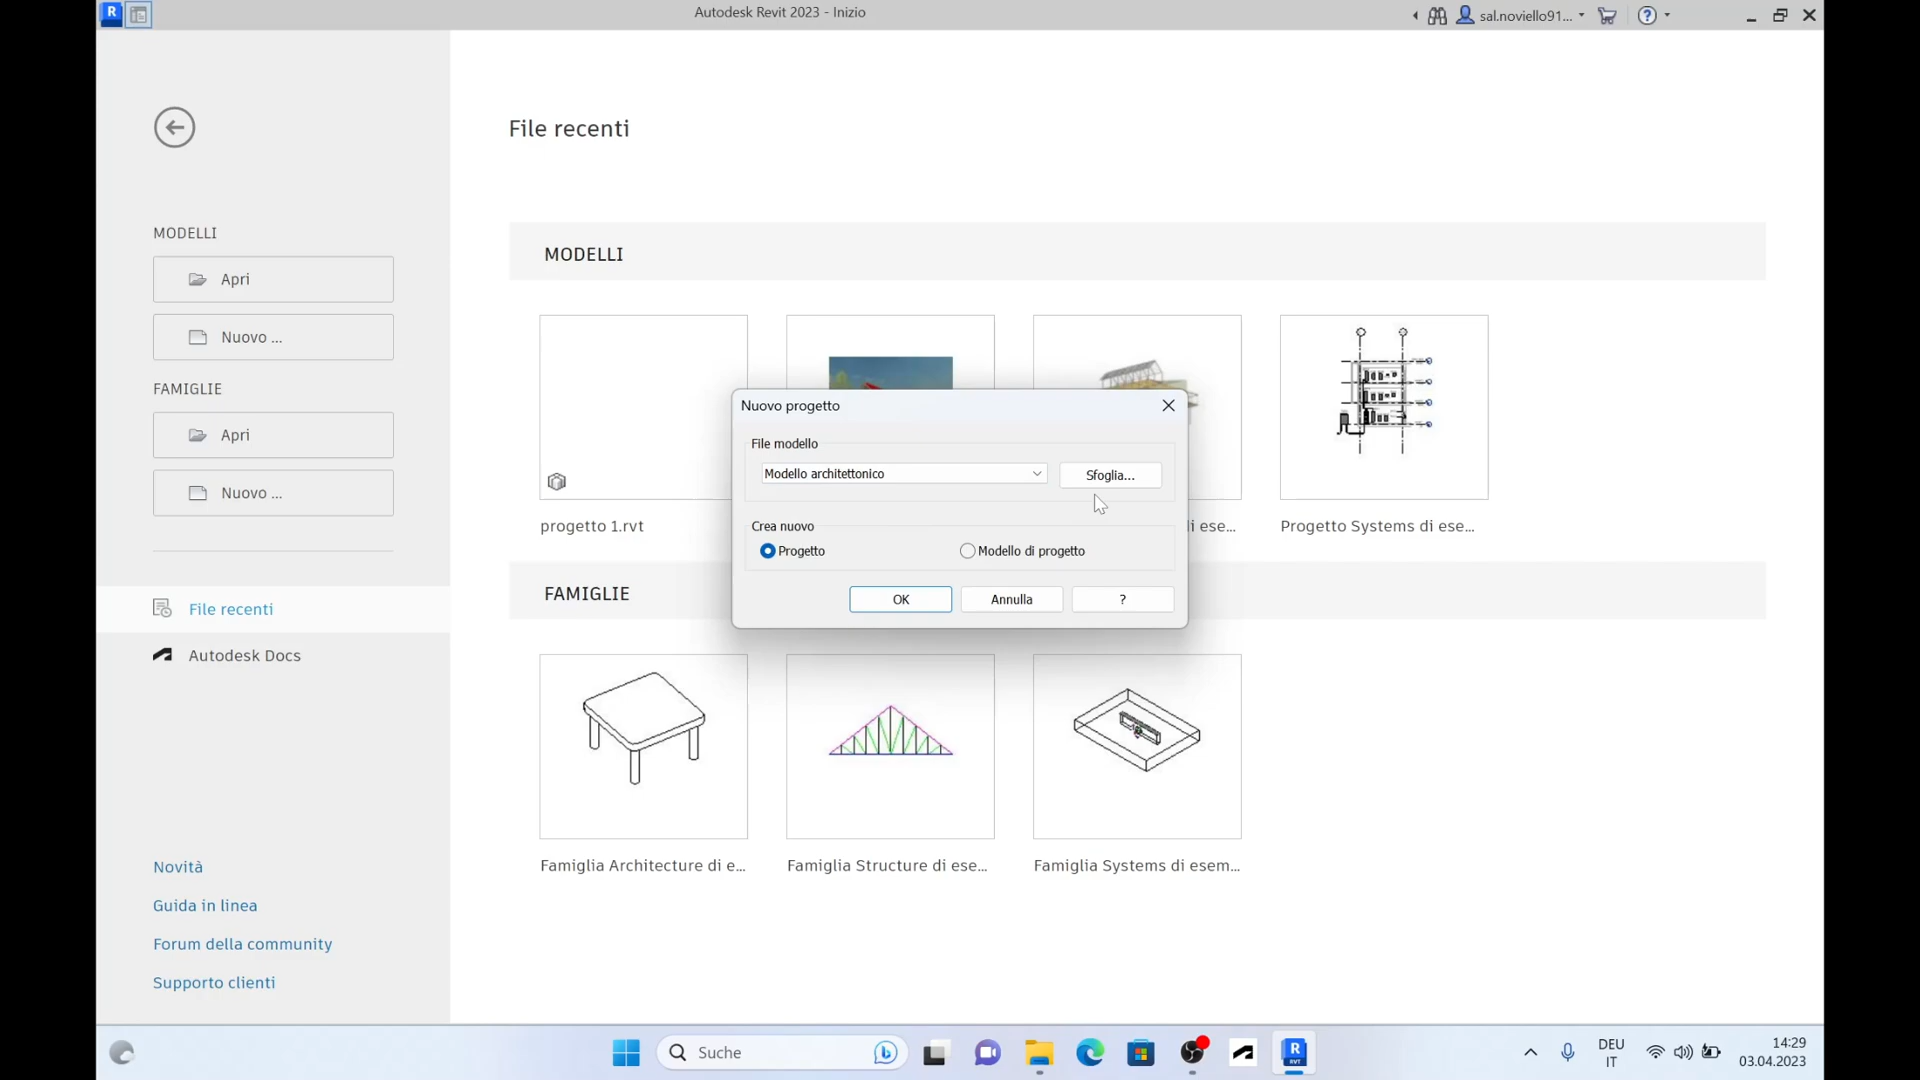 R
Autodesk Revit 2023 - Inizio
sal.noviello91...
?
File recenti
MODELLI
Apri
Nuovo ...
FAMIGLIE
Apri
Nuovo ...
File recenti
Autodesk Docs
Novità
Guida in linea
Forum della community
Supporto clienti
MODELLI
progetto 1.rvt
di ese...
Progetto Systems di ese...
Nuovo progetto
File modello
Modello architettonico
Sfoglia...
Crea nuovo
Progetto
Modello di progetto
OK
Annulla
?
FAMIGLIE
Famiglia Architecture di e...
Famiglia Structure di ese...
Famiglia Systems di esem...
Suche
R
RVT
DEU
IT
14:29
03.04.2023